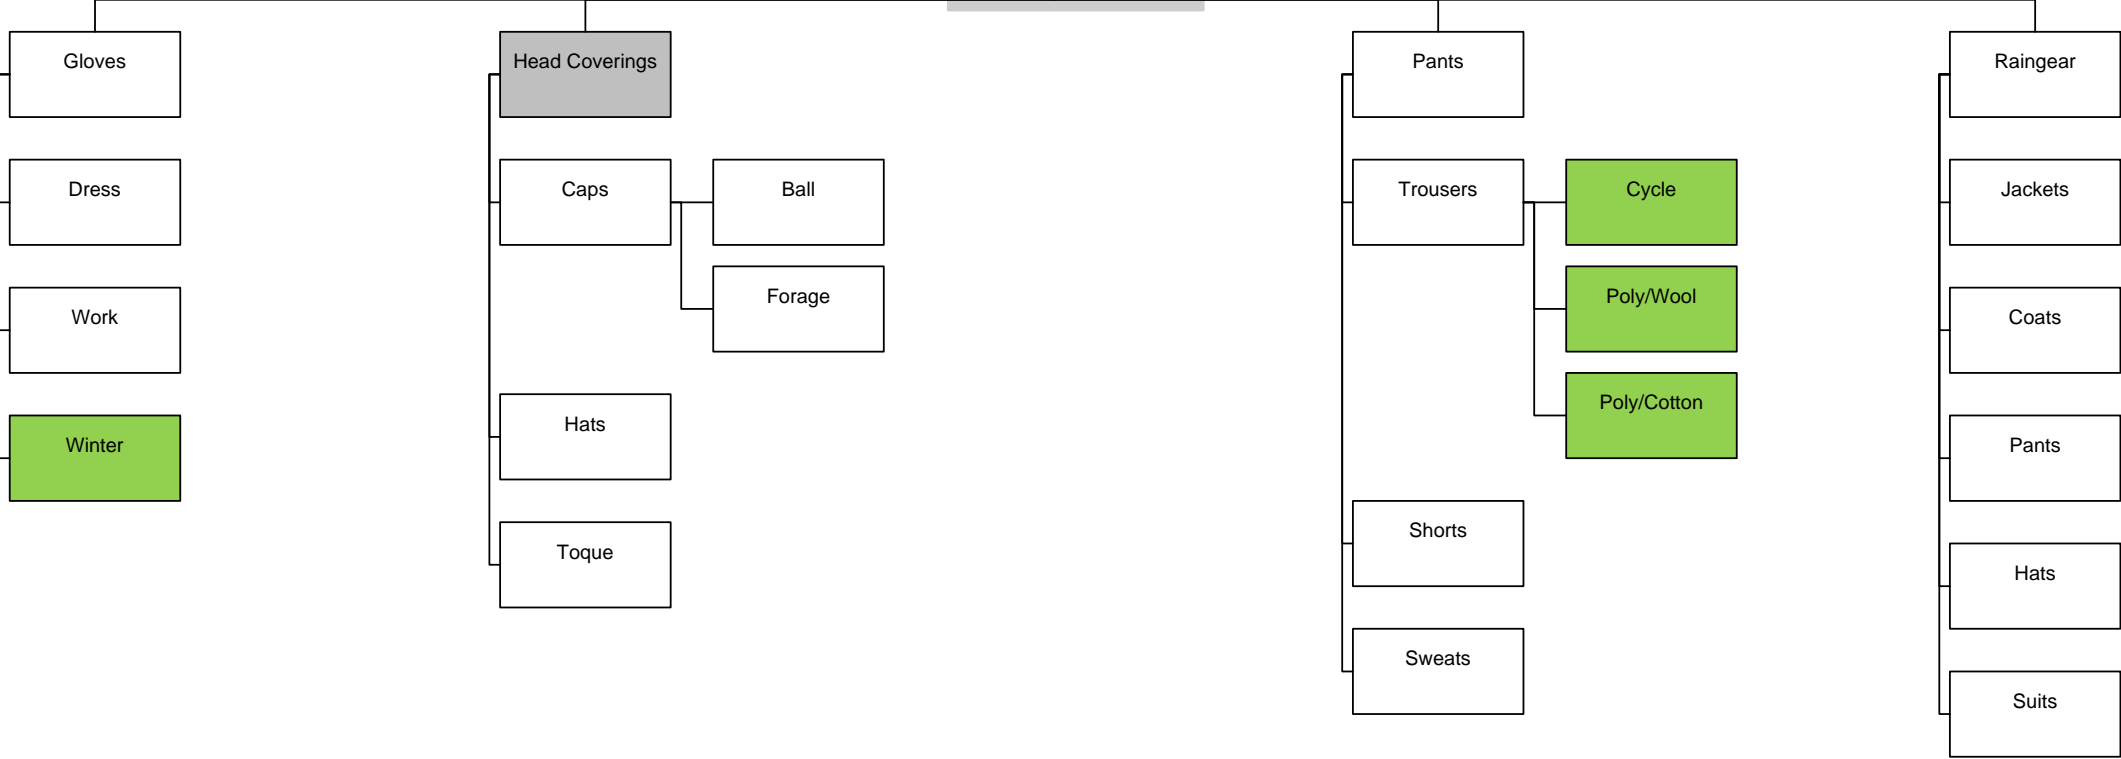 Gloves
Dress
Work
Winter
Head Coverings
Caps
Ball
Forage
Hats
Toque
Pants
Trousers
Cycle
Poly/Wool
Poly/Cotton
Shorts
Sweats
Raingear
Jackets
Coats
Pants
Hats
Suits